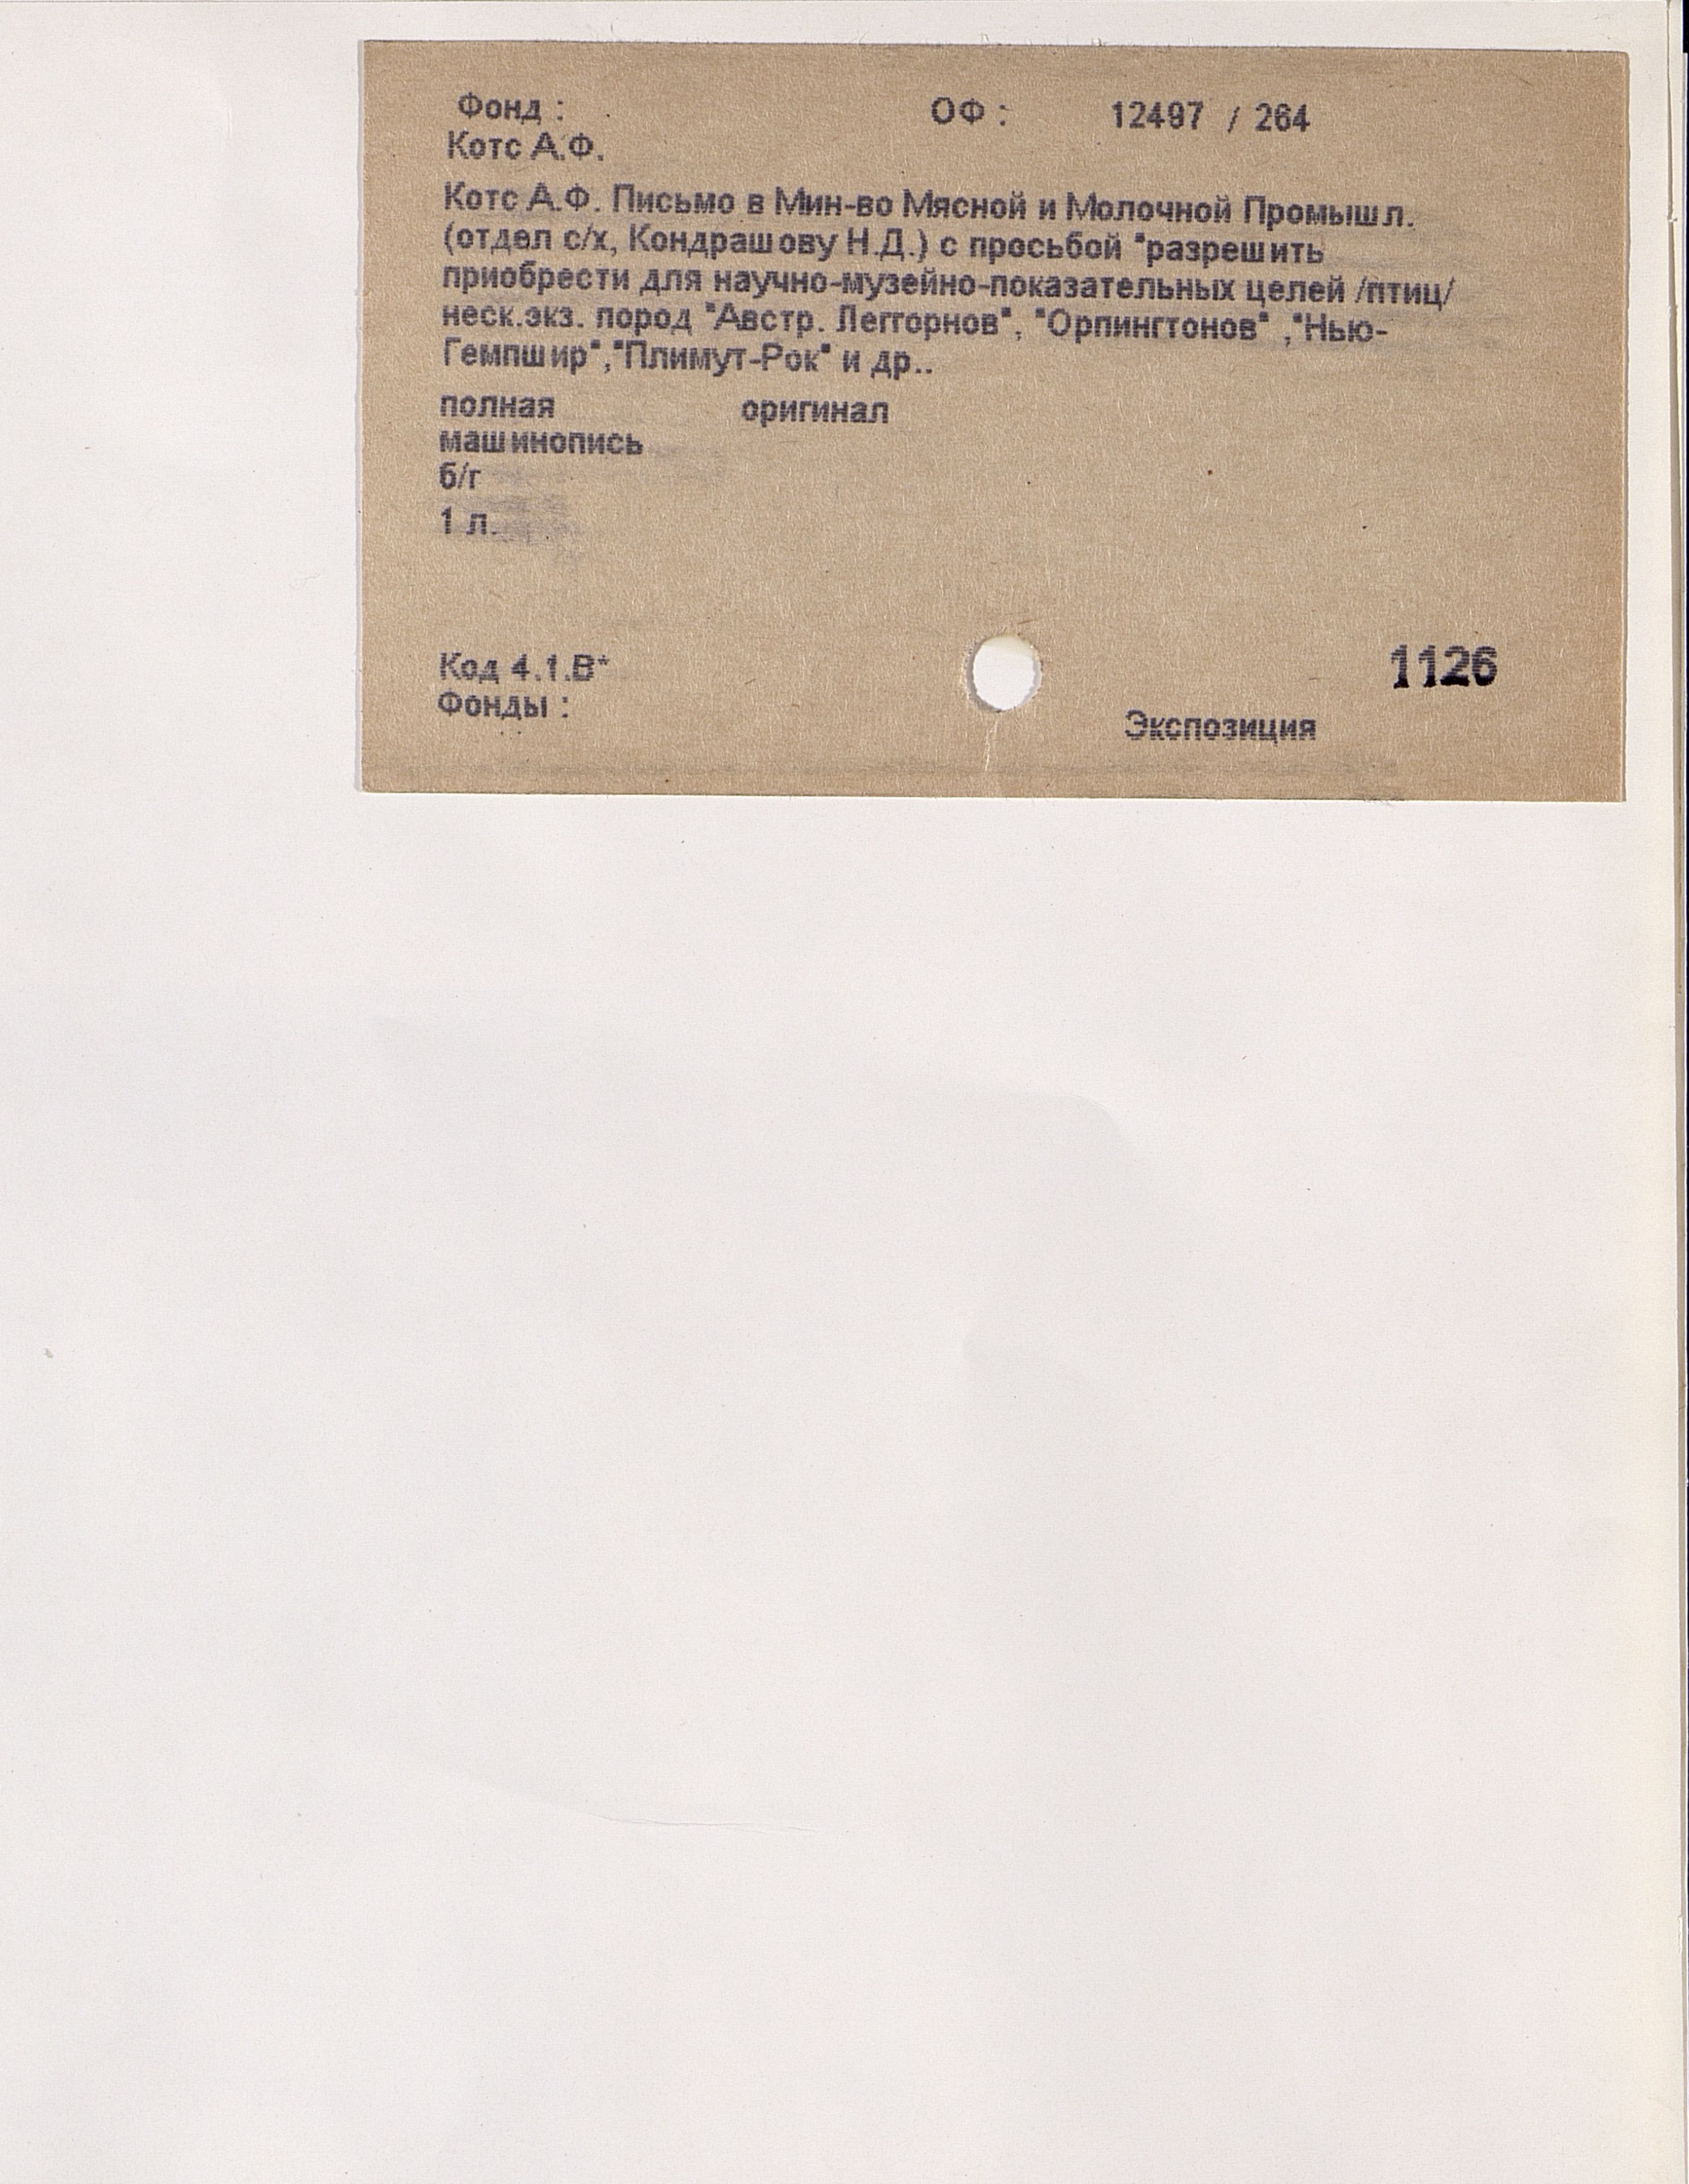 Фонд : ОФ : 12497 / 264
Котс А.Ф.
Котс А.Ф. Письмо в Мин-во Мясной и Молочной Промышл.
(отдел с/х, Кондрашову Н.Д.) с просьбой "разрешить
приобрести для научно-музейно-показательных целей /птиц/
неск.экз. пород "Австр. Леггорнов", "Орпингтонов" ,"Нью-
Гемпшир","Плимут-Рок" и др..
полная оригинал
машинопись
б/г
1 л.
Код 4.1.В* 1126
Фонды :
Экспозиция